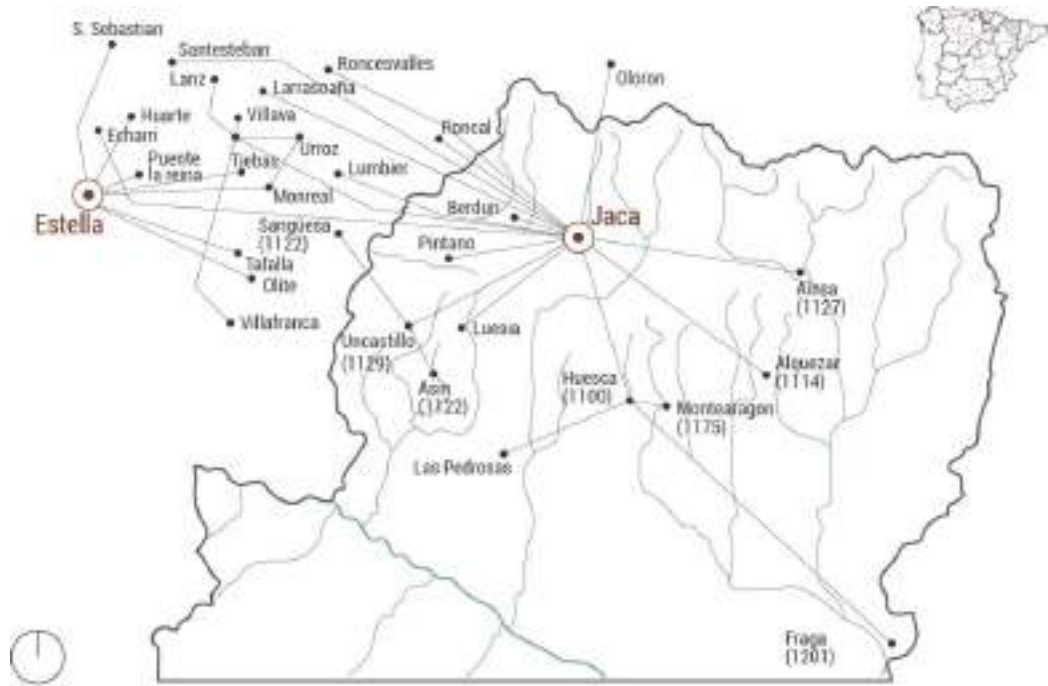 S. Sebastian
Santesteban
Lanz
Roncesvalles
Larrasoaña
Oloron
Huarte
Villava
Roncal
Echarri
Urroz
Puente
la reina
Tiebas
Lumbier
Monreal
Estella
Berdun
Jaca
Sangüesa
(1122)
Pintano
Tafalla
Olite
Aínsa
(1127)
Villafranca
Uncastillo
(1129)
Luesia
Alquezar
(1114)
Asin
(1122)
Huesca
(1100)
Montearagon
(1175)
Las Pedrosas
Fraga
(1201)